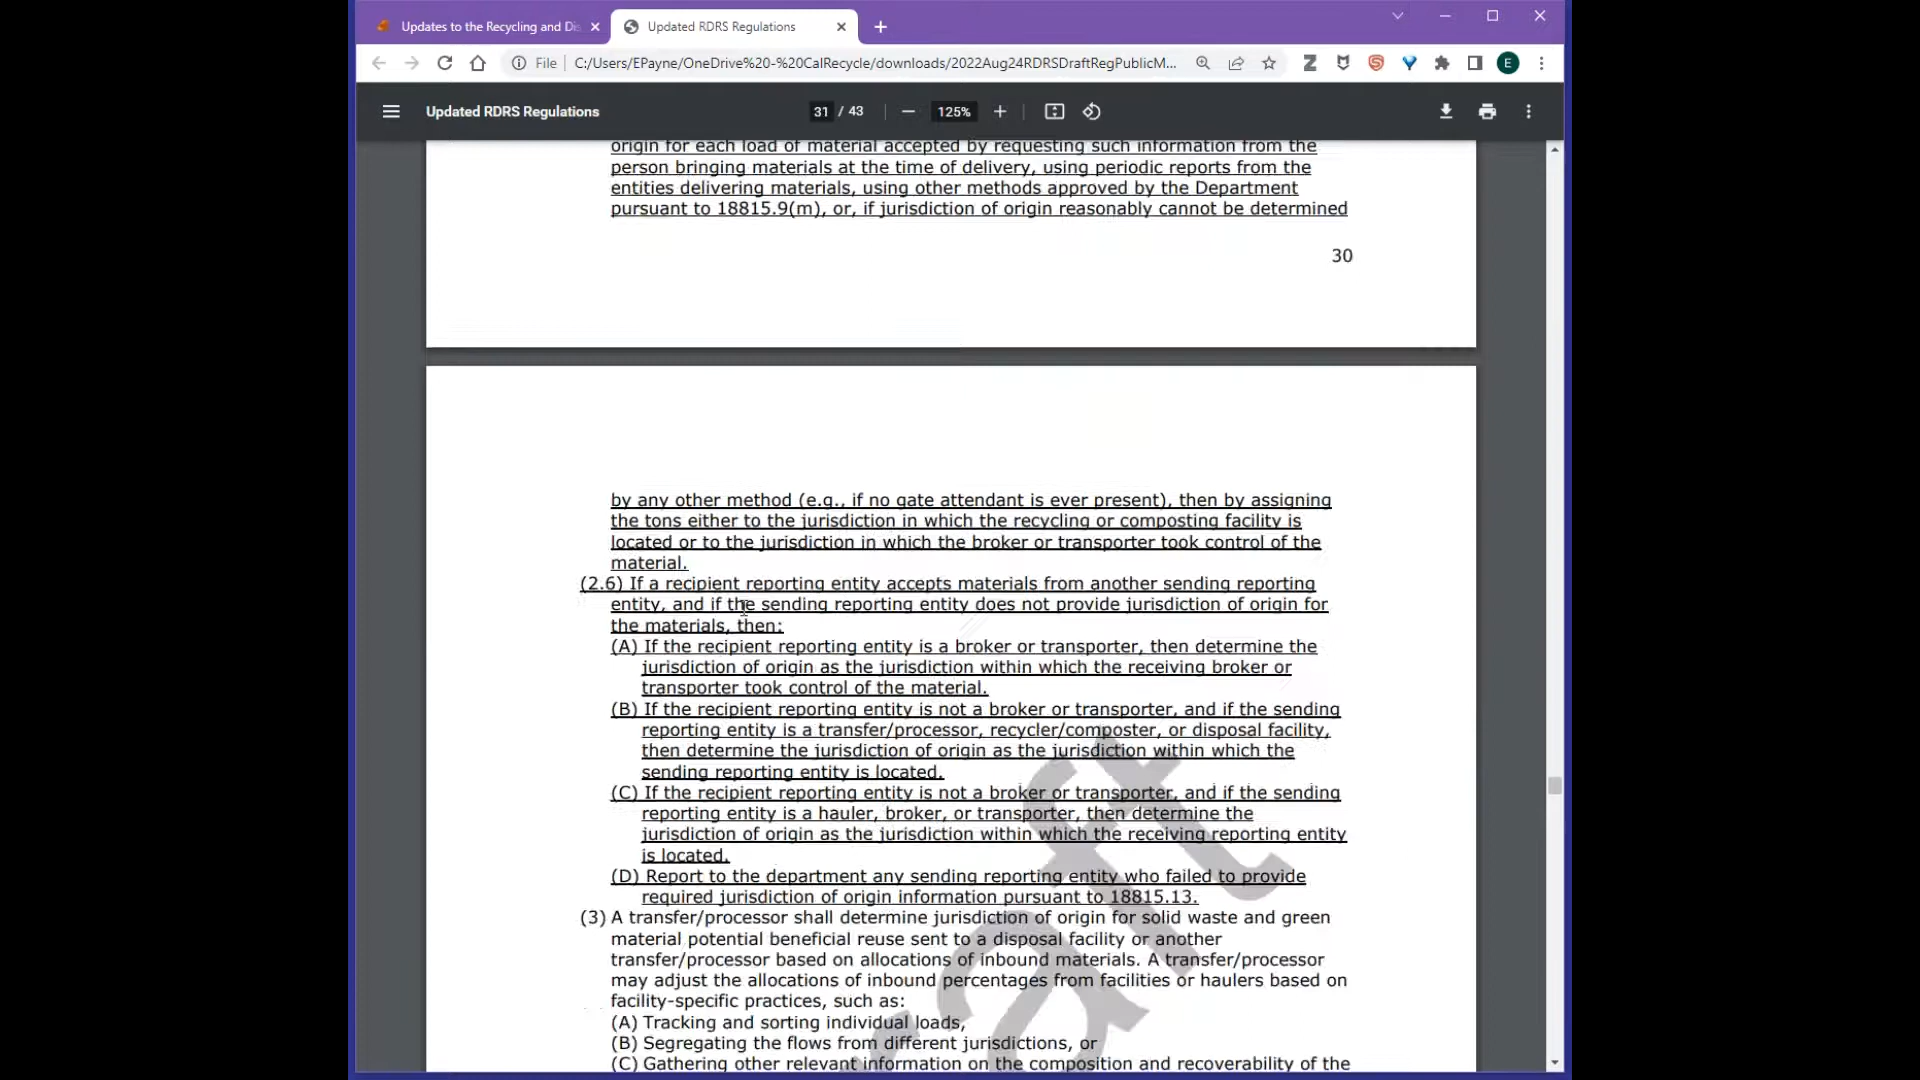 Updates to the Recycling and Dis
Updated RDRS Regulations
File
C:/Users/EPayne/OneDrive%20-%20CalRecycle/downloads/2022Aug24RDRSDraftRegPublicM...
E
Updated RDRS Regulations
31 / 43
125%
origin for each load of material accepted by requesting such information from the
person bringing materials at the time of delivery, using periodic reports from the
entities delivering materials, using other methods approved by the Department
pursuant to 18815.9(m), or, if jurisdiction of origin reasonably cannot be determined
30
by any other method (e.g., if no gate attendant is ever present), then by assigning
the tons either to the jurisdiction in which the recycling or composting facility is
located or to the jurisdiction in which the broker or transporter took control of the
material.
(2.6) If a recipient reporting entity accepts materials from another sending reporting
entity, and if the sending reporting entity does not provide jurisdiction of origin for
the materials, then:
(A) If the recipient reporting entity is a broker or transporter, then determine the
jurisdiction of origin as the jurisdiction within which the receiving broker or
transporter took control of the material.
(B) If the recipient reporting entity is not a broker or transporter, and if the sending
reporting entity is a transfer/processor, recycler/composter, or disposal facility,
then determine the jurisdiction of origin as the jurisdiction within which the
sending reporting entity is located.
(C) If the recipient reporting entity is not a broker or transporter, and if the sending
reporting entity is a hauler, broker, or transporter, then determine the
jurisdiction of origin as the jurisdiction within which the receiving reporting entity
is located.
(D) Report to the department any sending reporting entity who failed to provide
required jurisdiction of origin information pursuant to 18815.13.
(3) A transfer/processor shall determine jurisdiction of origin for solid waste and green
material potential beneficial reuse sent to a disposal facility or another
transfer/processor based on allocations of inbound materials. A transfer/processor
may adjust the allocations of inbound percentages from facilities or haulers based on
facility-specific practices, such as:
(A) Tracking and sorting individual loads,
(B) Segregating the flows from different jurisdictions, or
(C) Gathering other relevant information on the composition and recoverability of the